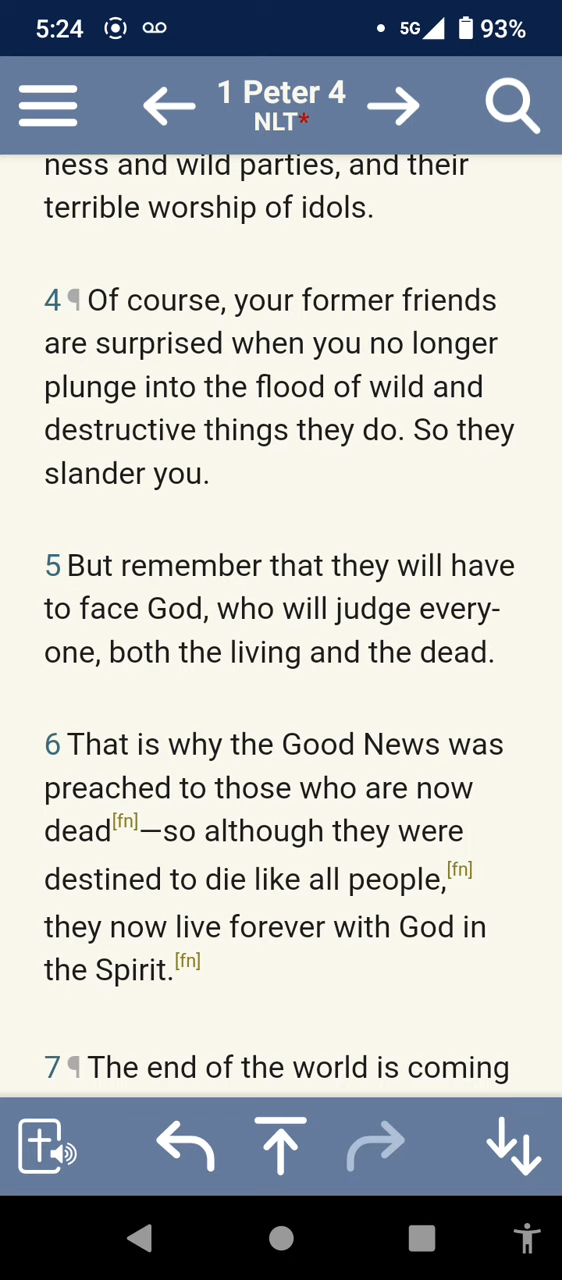 5:24 5G 93%
1 Peter 4
NLT*
ness and wild parties, and their
terrible worship of idols.
4 ¶ Of course, your former friends
are surprised when you no longer
plunge into the flood of wild and
destructive things they do. So they
slander you.
5 But remember that they will have
to face God, who will judge every-
one, both the living and the dead.
6 That is why the Good News was
preached to those who are now
dead[fn]—so although they were
destined to die like all people,[fn]
they now live forever with God in
the Spirit.[fn]
7 ¶ The end of the world is coming